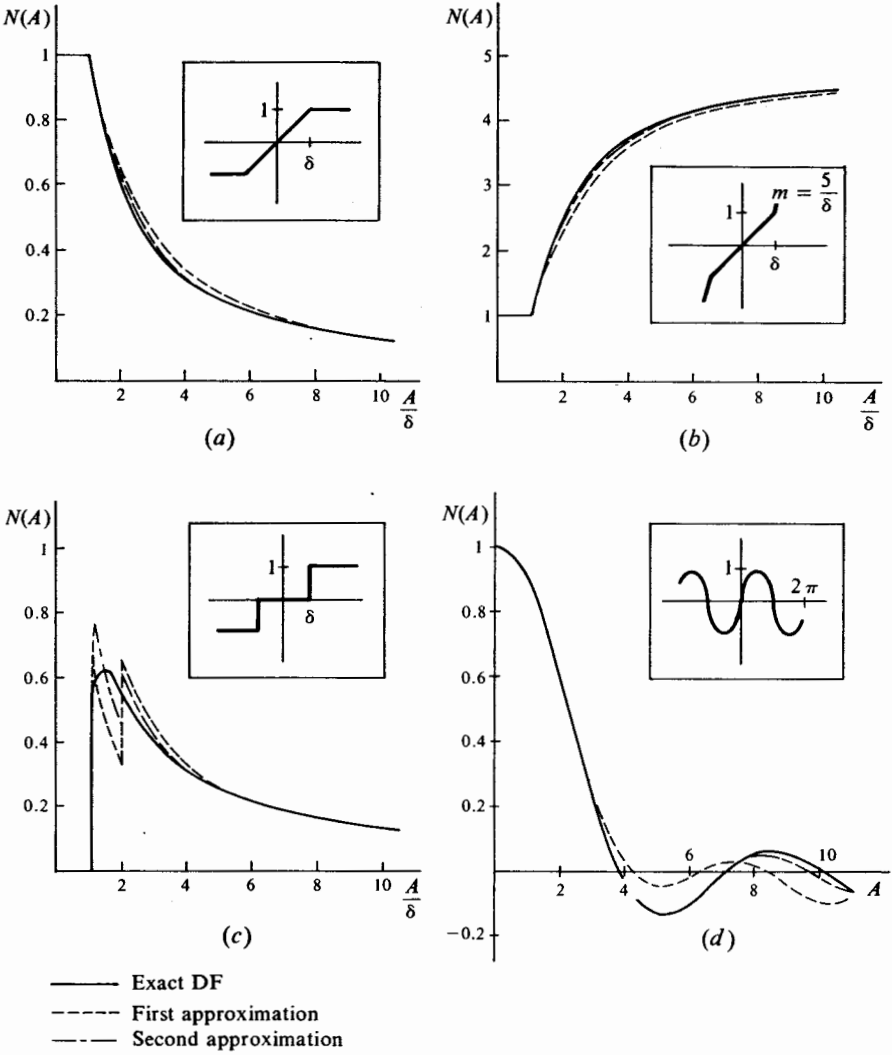 N(A)
1
0.8
0.6
0.4
0.2
2 4 6 8 10 A/δ
1
δ
(a)
N(A)
5
4
3
2
1
2 4 6 8 10 A/δ
m = 5/δ
1
δ
(b)
N(A)
1
0.8
0.6
0.4
0.2
2 4 6 8 10 A/δ
1
δ
(c)
N(A)
1
0.8
0.6
0.4
0.2
−0.2
2 4 6 8 10 A
1
2π
(d)
Exact DF
First approximation
Second approximation